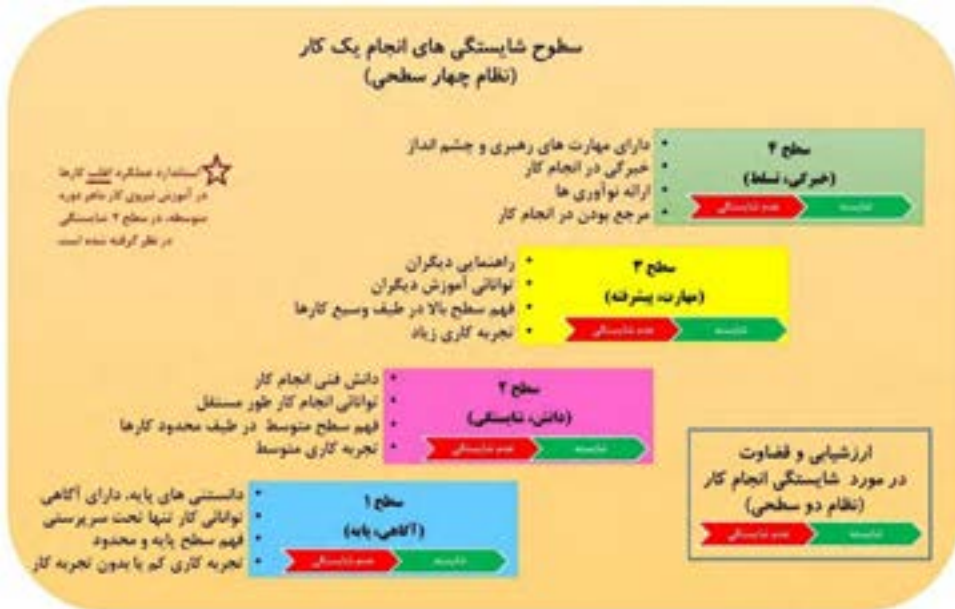 سطوح شایستگی های انجام یک کار
(نظام چهار سطحی)
سطح ۴
(خبرگی، تسلط)
عدم شایستگی
شایسته
• دارای مهارت های رهبری و چشم انداز
• خبرگی در انجام کار
• ارائه نوآوری ها
• مرجع بودن در انجام کار
استاندارد عملکرد اغلب کارها
در آموزش نیروی کار ماهر دوره
متوسطه، در سطح ۲ شایستگی
در نظر گرفته شده است
سطح ۳
(مهارت، پیشرفته)
عدم شایستگی
شایسته
• راهنمایی دیگران
• توانائی آموزش دیگران
• فهم سطح بالا در طیف وسیع کارها
• تجربه کاری زیاد
سطح ۲
(دانش، شایستگی)
عدم شایستگی
شایسته
• دانش فنی انجام کار
• توانائی انجام کار طور مستقل
• فهم سطح متوسط در طیف محدود کارها
• تجربه کاری متوسط
سطح ۱
(آگاهی، پایه)
عدم شایستگی
شایسته
• دانستنی های پایه، دارای آگاهی
• توانائی کار تنها تحت سرپرستی
• فهم سطح پایه و محدود
• تجربه کاری کم یا بدون تجربه کار
ارزشیابی و قضاوت
در مورد شایستگی انجام کار
(نظام دو سطحی)
عدم شایستگی
شایسته